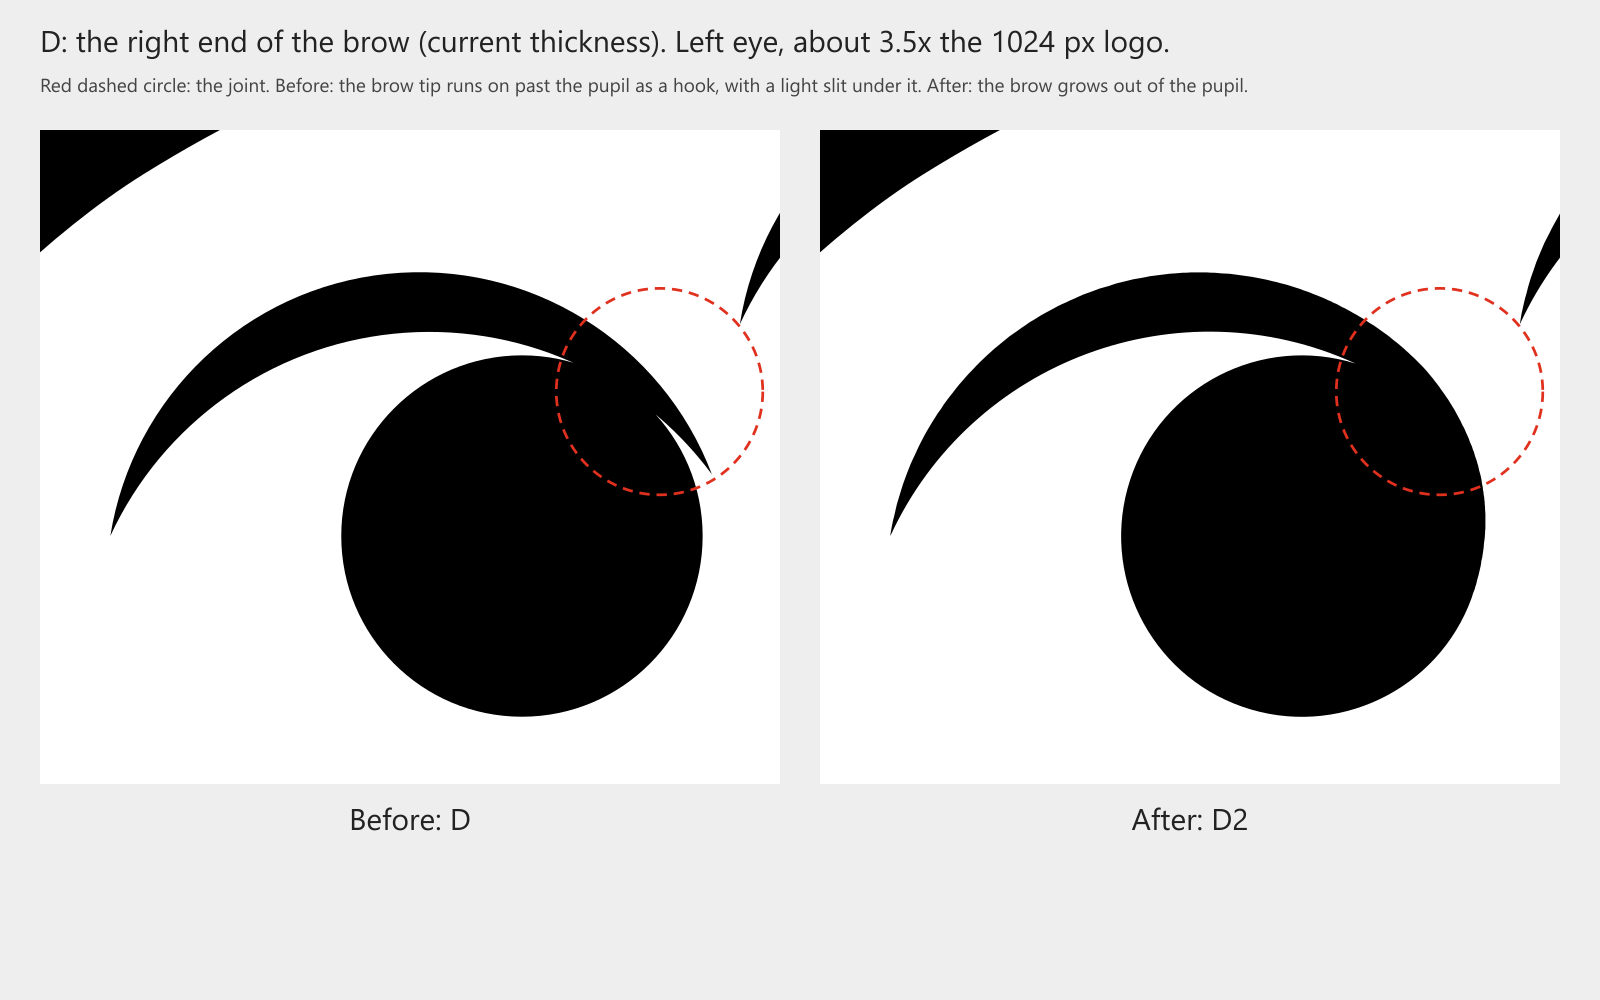 D: the right end of the brow (current thickness). Left eye, about 3.5x the 1024 px logo.
Red dashed circle: the joint. Before: the brow tip runs on past the pupil as a hook, with a light slit under it. After: the brow grows out of the pupil.
Before: D
After: D2